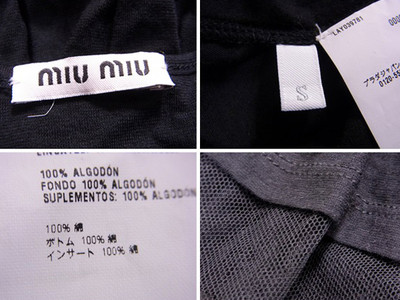 miu miu
LAY039781
S
100% ALGODÓN
FONDO 100% ALGODÓN
SUPLEMENTOS: 100% ALGODÓN
100% 綿
ボトム 100% 綿
インサート 100% 綿